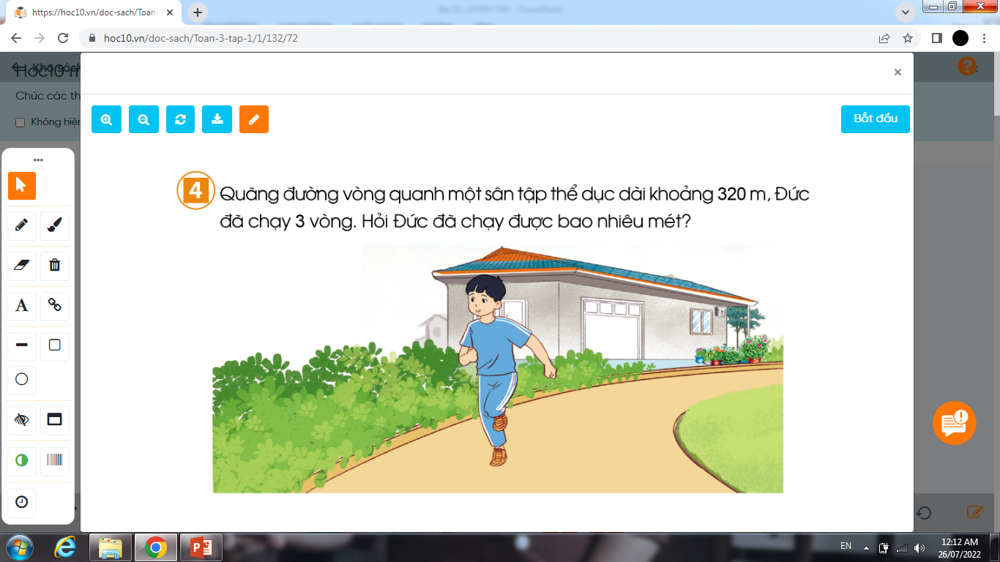 https://hoc10.vn/doc-sach/Toan-
hoc10.vn/doc-sach/Toan-3-tap-1/1/132/72
Kho sách
Chúc các th
Không hiện
Bắt đầu
4 Quãng đường vòng quanh một sân tập thể dục dài khoảng 320 m, Đức
đã chạy 3 vòng. Hỏi Đức đã chạy được bao nhiêu mét?
A
EN
12:12 AM
26/07/2022